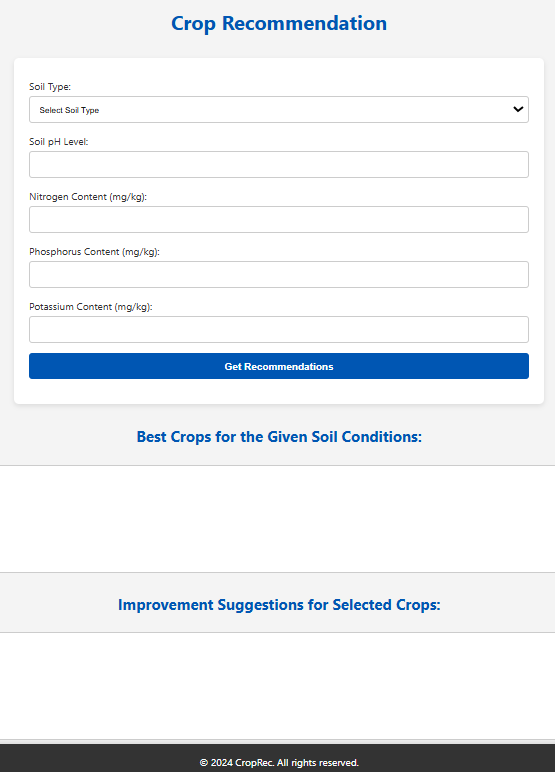 Crop Recommendation
Soil Type:
Select Soil Type
Soil pH Level:
Nitrogen Content (mg/kg):
Phosphorus Content (mg/kg):
Potassium Content (mg/kg):
Get Recommendations
Best Crops for the Given Soil Conditions:
Improvement Suggestions for Selected Crops:
© 2024 CropRec. All rights reserved.